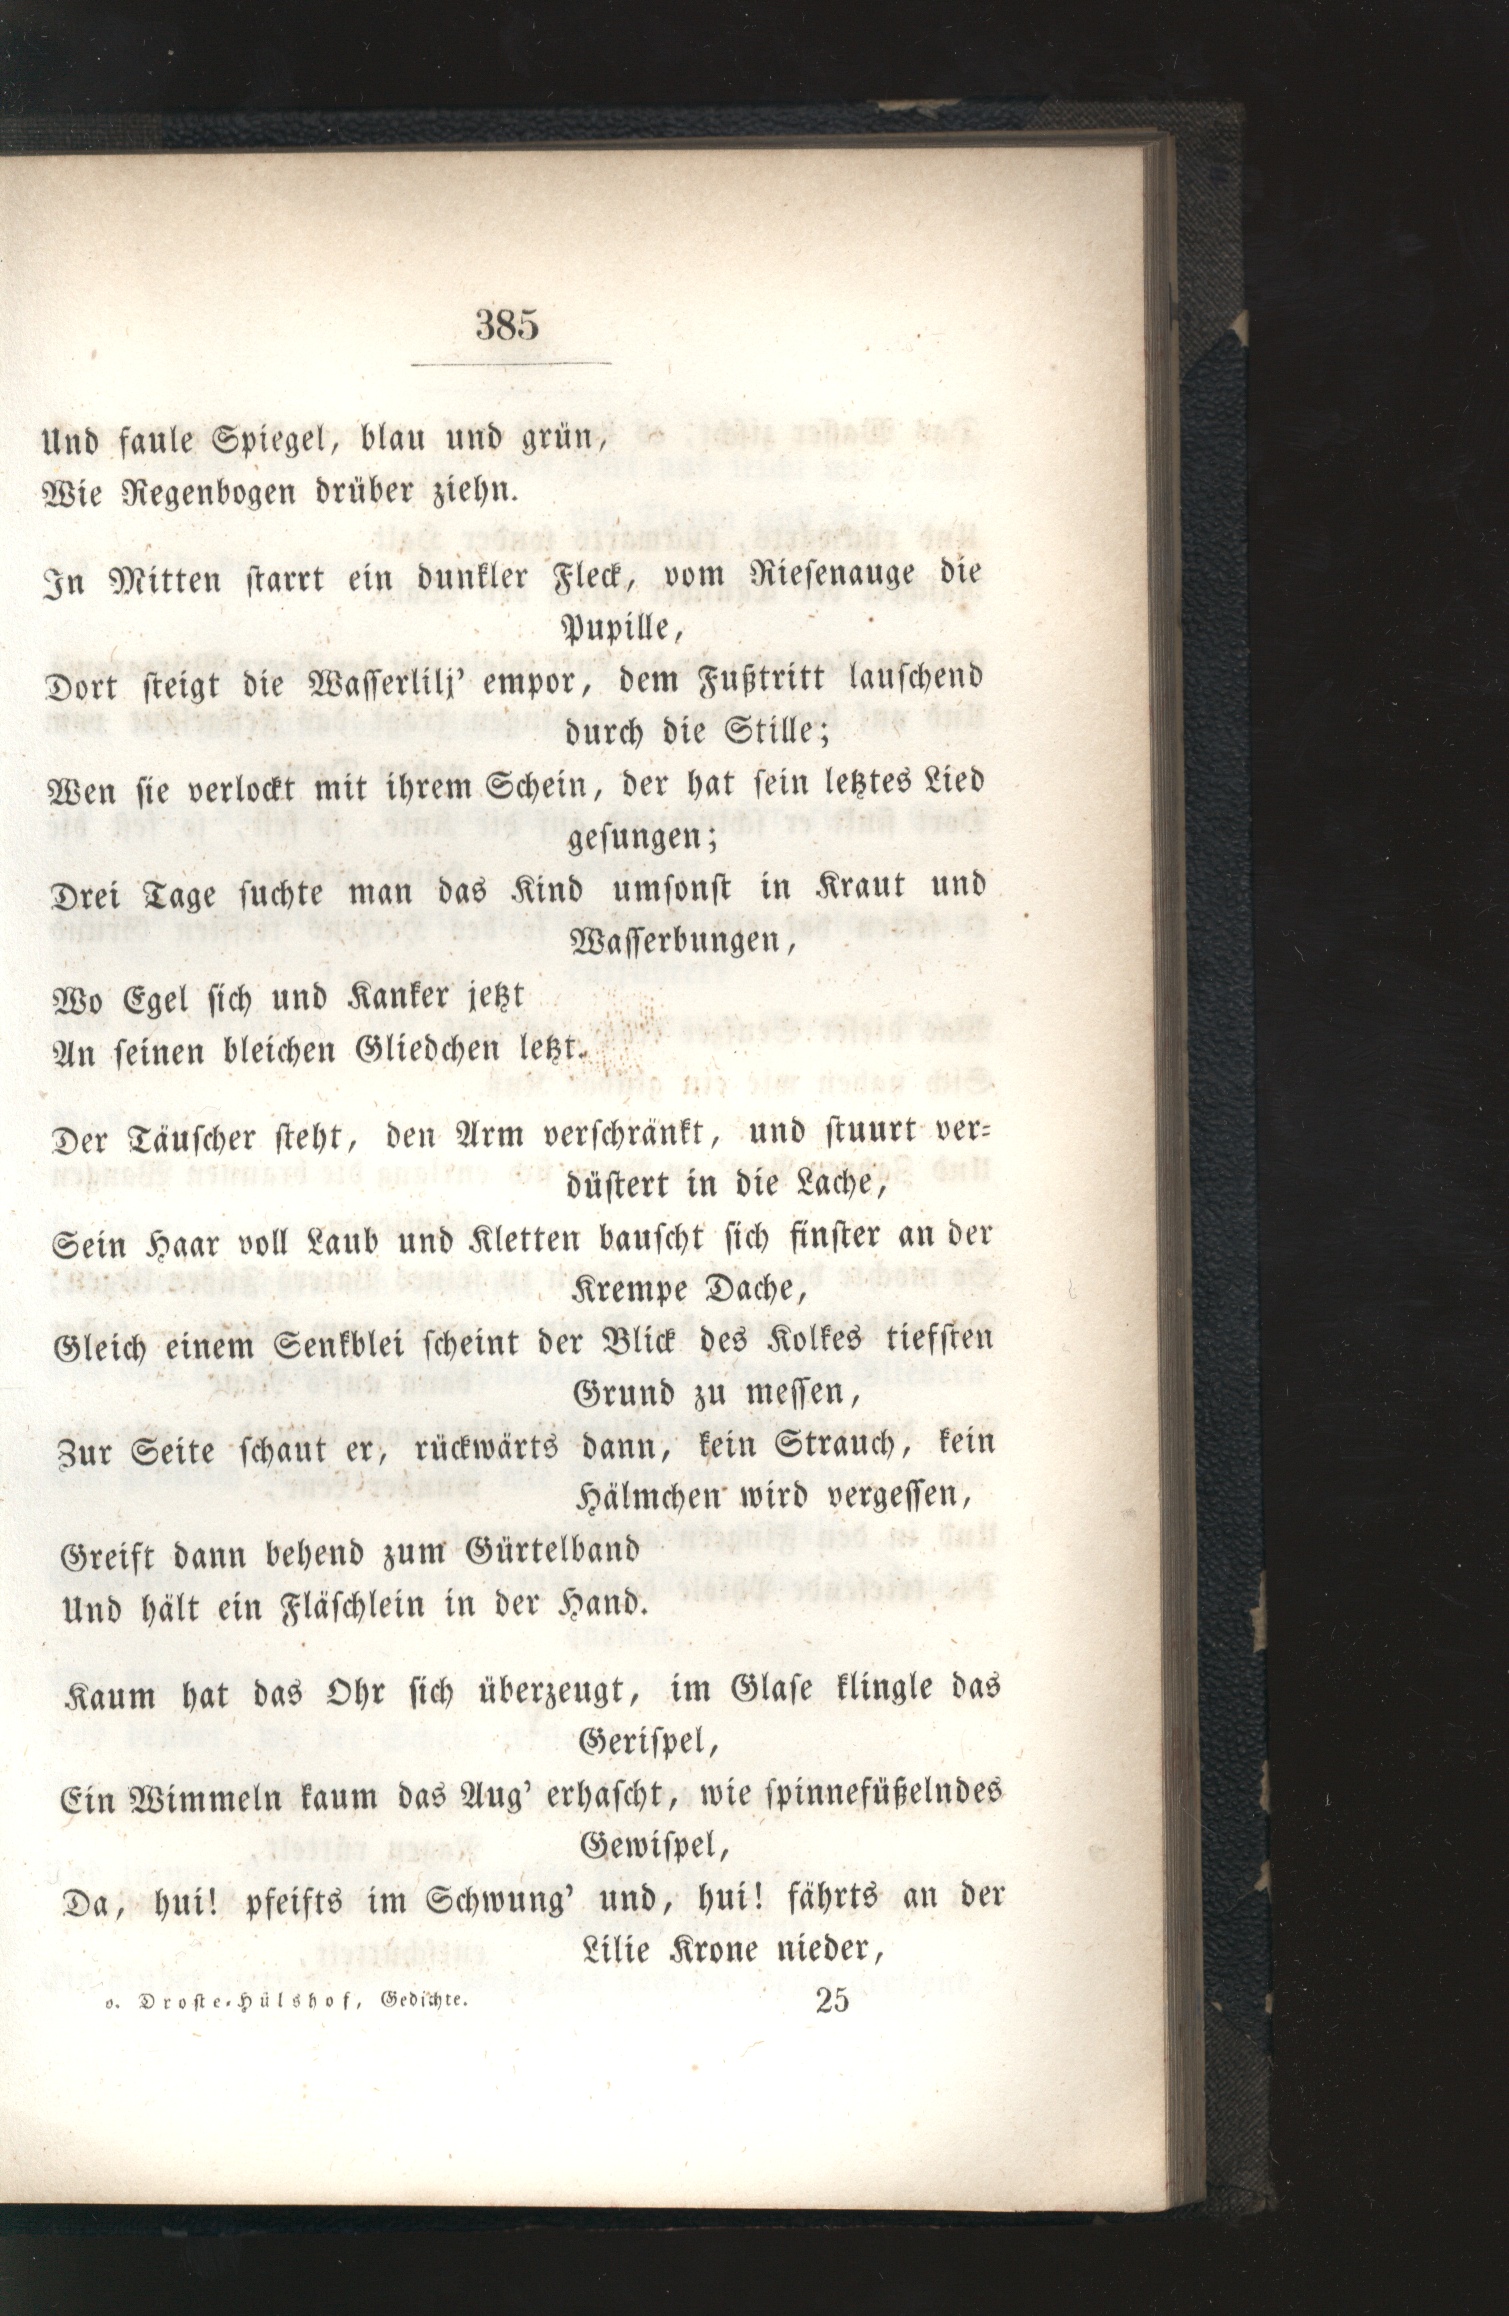 385
Und faule Spiegel, blau und grün,
Wie Regenbogen drüber ziehn.
In Mitten starrt ein dunkler Fleck, vom Riesenauge die
Pupille,
Dort steigt die Wasserlilj' empor, dem Fußtritt lauschend
durch die Stille;
Wen sie verlockt mit ihrem Schein, der hat sein letztes Lied
gesungen;
Drei Tage suchte man das Kind umsonst in Kraut und
Wasserbungen,
Wo Egel sich und Kanker jetzt
An seinen bleichen Gliedchen letzt.
Der Täuscher steht, den Arm verschränkt, und stuurt ver-
düstert in die Lache,
Sein Haar voll Laub und Kletten bauscht sich finster an der
Krempe Dache,
Gleich einem Senkblei scheint der Blick des Kolkes tiefsten
Grund zu messen,
Zur Seite schaut er, rückwärts dann, kein Strauch, kein
Hälmchen wird vergessen,
Greift dann behend zum Gürtelband
Und hält ein Fläschlein in der Hand.
Kaum hat das Ohr sich überzeugt, im Glase klingle das
Gerispel,
Ein Wimmeln kaum das Aug' erhascht, wie spinnefüßelndes
Gewispel,
Da, hui! pfeifts im Schwung' und, hui! fährts an der
Lilie Krone nieder,
v. Droste-Hülshof, Gedichte. 25